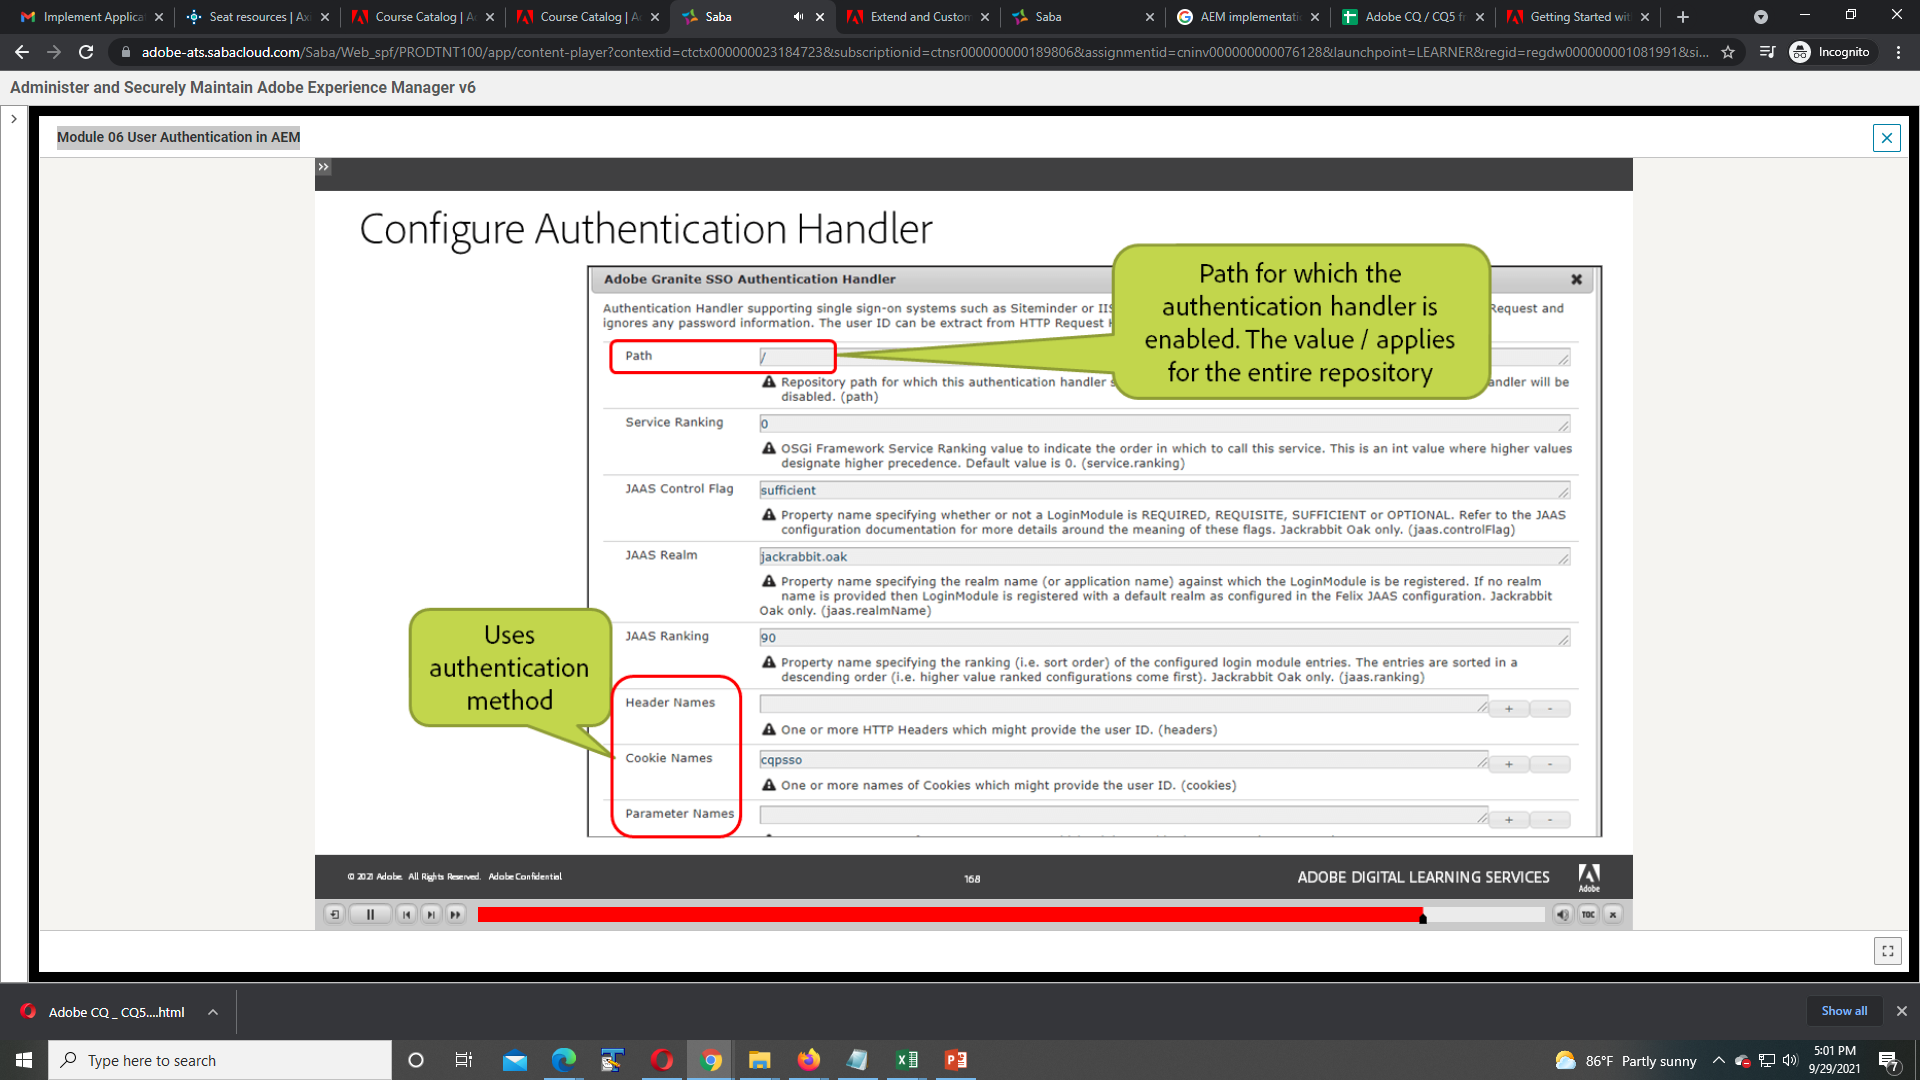 Implement Applica
Seat resources | Ax
Course Catalog | A
Course Catalog | A
Saba
Extend and Custom
Saba
AEM implementati
Adobe CQ / CQ5 f
Getting Started wit
adobe-ats.sabacloud.com/Saba/Web_spf/PRODTNT100/app/content-player?contextid=ctctx000000023184723&subscriptionid=ctnsr0000000001898​06&assignmentid=cninv000000000076128&launchpoint=LEARNER&regid=regdw000000001081991&si...
Incognito
Administer and Securely Maintain Adobe Experience Manager v6
Module 06 User Authentication in AEM
Configure Authentication Handler
Adobe Granite SSO Authentication Handler
Authentication Handler supporting single sign-on systems such as Siteminder or IIS
Request and
ignores any password information. The user ID can be extract from HTTP Request
Path for which the
authentication handler is
enabled. The value / applies
for the entire repository
Path
/
Repository path for which this authentication handler s
andler will be
disabled. (path)
Service Ranking
0
OSGi Framework Service Ranking value to indicate the order in which to call this service. This is an int value where higher values
designate higher precedence. Default value is 0. (service.ranking)
JAAS Control Flag
sufficient
Property name specifying whether or not a LoginModule is REQUIRED, REQUISITE, SUFFICIENT or OPTIONAL. Refer to the JAAS
configuration documentation for more details around the meaning of these flags. Jackrabbit Oak only. (jaas.controlFlag)
JAAS Realm
jackrabbit.oak
Property name specifying the realm name (or application name) against which the LoginModule is be registered. If no realm
name is provided then LoginModule is registered with a default realm as configured in the Felix JAAS configuration. Jackrabbit
Oak only. (jaas.realmName)
JAAS Ranking
90
Property name specifying the ranking (i.e. sort order) of the configured login module entries. The entries are sorted in a
descending order (i.e. higher value ranked configurations come first). Jackrabbit Oak only. (jaas.ranking)
Uses
authentication
method
Header Names
+ -
One or more HTTP Headers which might provide the user ID. (headers)
Cookie Names
cqpsso
+ -
One or more names of Cookies which might provide the user ID. (cookies)
Parameter Names
+ -
© 2021 Adobe. All Rights Reserved. Adobe Confidential
168
ADOBE DIGITAL LEARNING SERVICES
Adobe
TOC
Adobe CQ _ CQ5....html
Show all
Type here to search
86°F Partly sunny
5:01 PM
9/29/2021
7